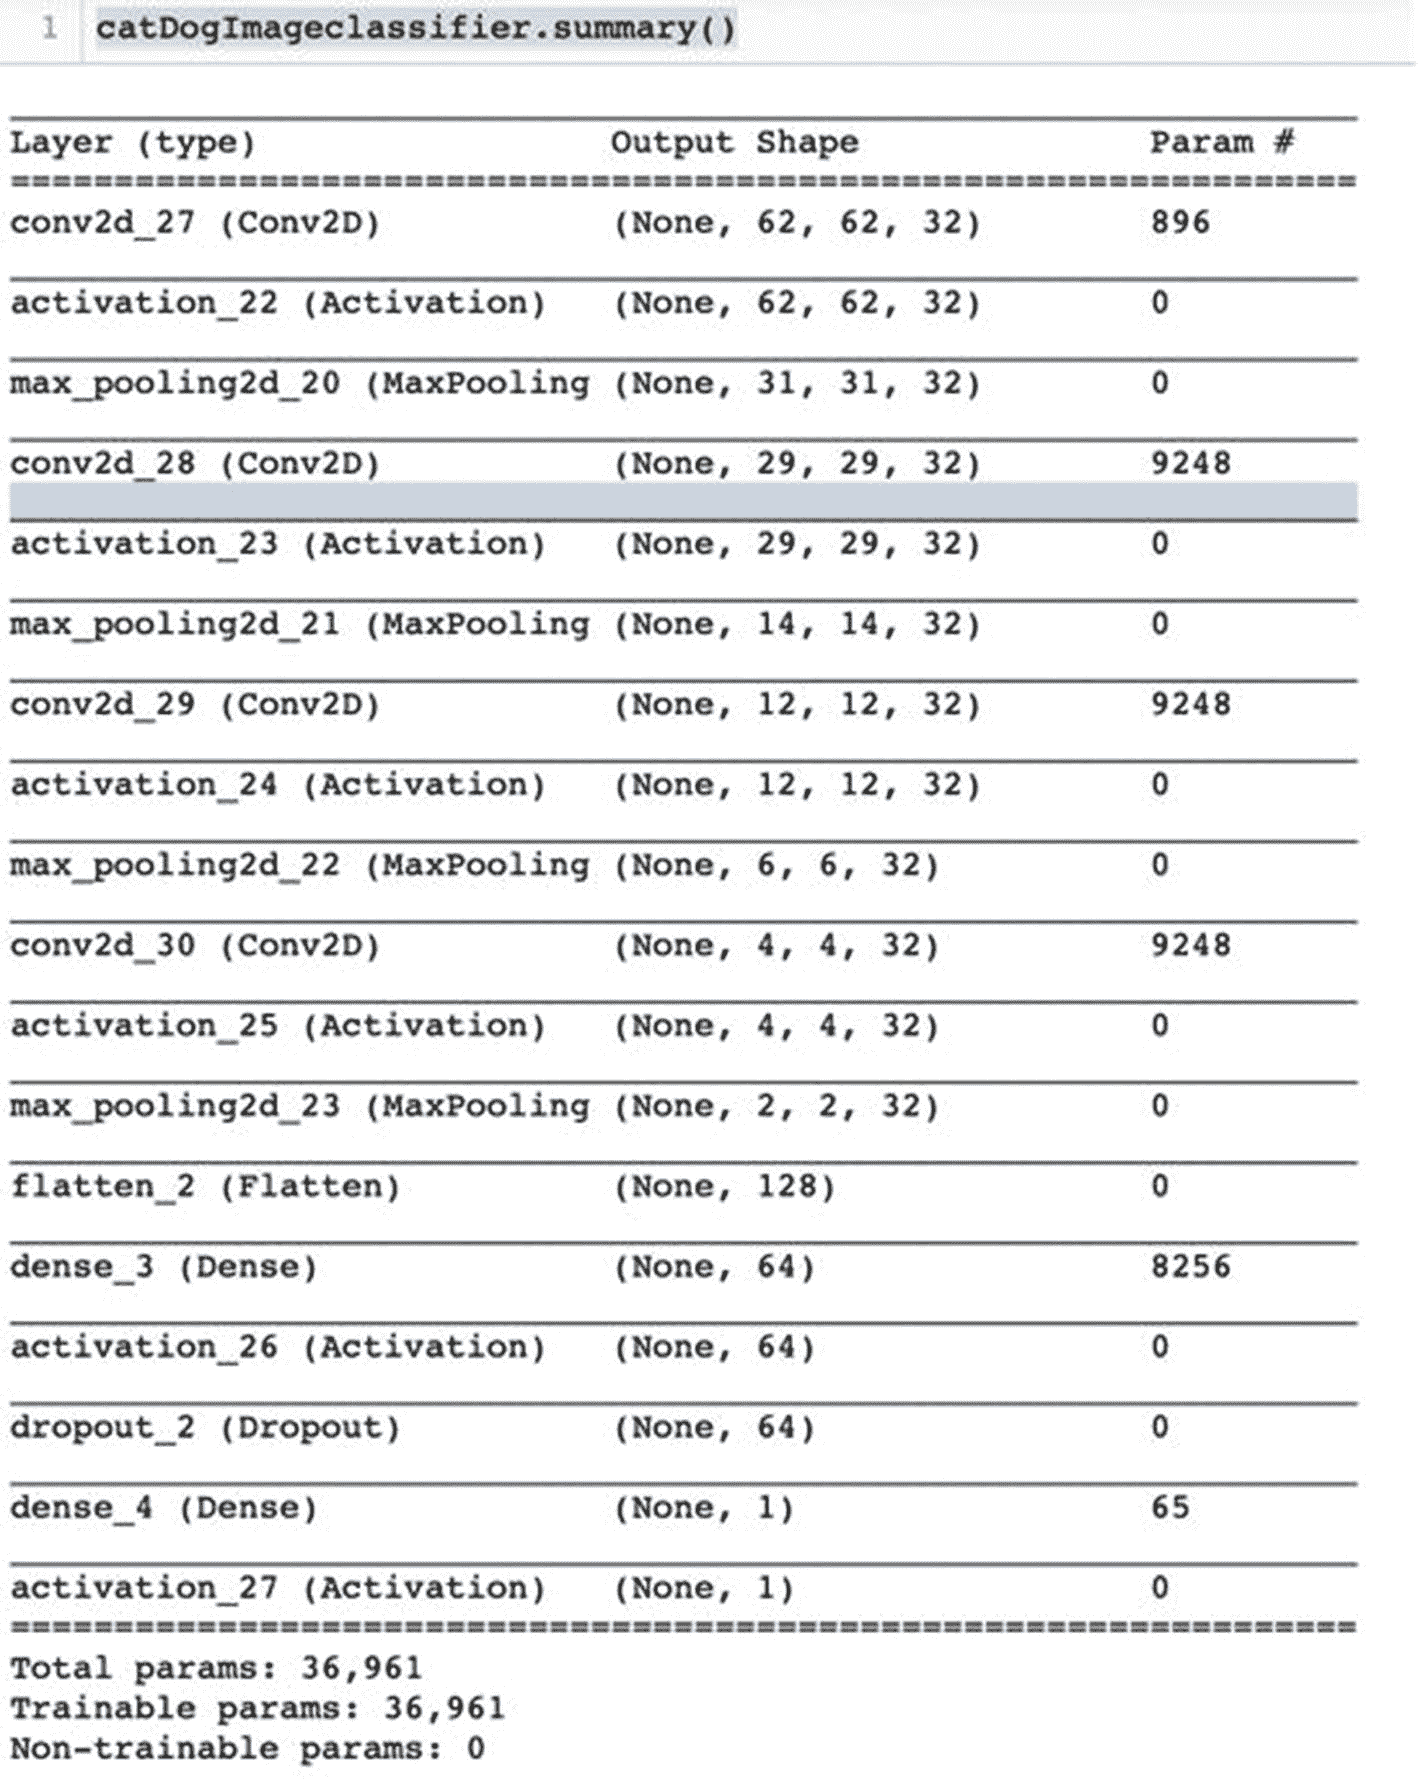 1 catDogImageclassifier.summary()
Layer (type) Output Shape Param #
=================================================================
conv2d_27 (Conv2D) (None, 62, 62, 32) 896
activation_22 (Activation) (None, 62, 62, 32) 0
max_pooling2d_20 (MaxPooling (None, 31, 31, 32) 0
conv2d_28 (Conv2D) (None, 29, 29, 32) 9248
activation_23 (Activation) (None, 29, 29, 32) 0
max_pooling2d_21 (MaxPooling (None, 14, 14, 32) 0
conv2d_29 (Conv2D) (None, 12, 12, 32) 9248
activation_24 (Activation) (None, 12, 12, 32) 0
max_pooling2d_22 (MaxPooling (None, 6, 6, 32) 0
conv2d_30 (Conv2D) (None, 4, 4, 32) 9248
activation_25 (Activation) (None, 4, 4, 32) 0
max_pooling2d_23 (MaxPooling (None, 2, 2, 32) 0
flatten_2 (Flatten) (None, 128) 0
dense_3 (Dense) (None, 64) 8256
activation_26 (Activation) (None, 64) 0
dropout_2 (Dropout) (None, 64) 0
dense_4 (Dense) (None, 1) 65
activation_27 (Activation) (None, 1) 0
=================================================================
Total params: 36,961
Trainable params: 36,961
Non-trainable params: 0